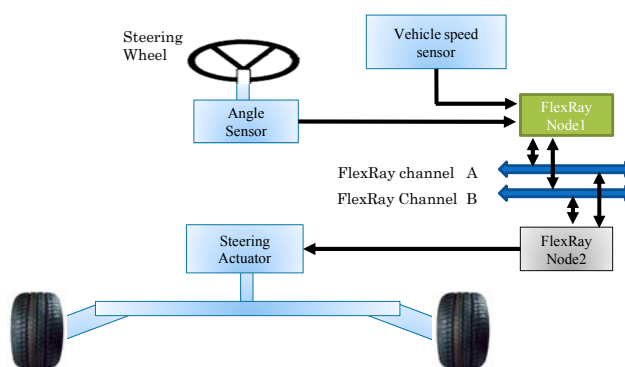 Steering
Wheel
Vehicle speed
sensor
Angle
Sensor
FlexRay
Node1
FlexRay channel A
FlexRay Channel B
Steering
Actuator
FlexRay
Node2